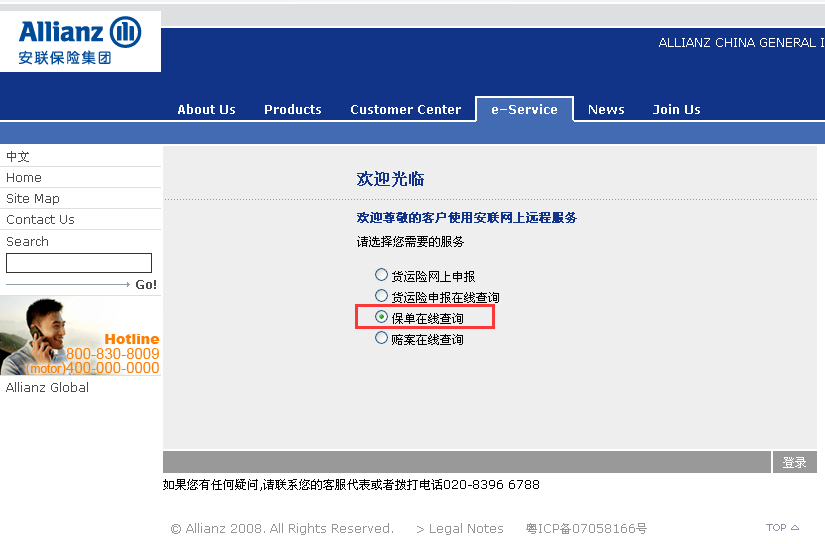 Allianz
安联保险集团
ALLIANZ CHINA GENERAL I
About Us
Products
Customer Center
e-Service
News
Join Us
中文
Home
Site Map
Contact Us
Search
Go!
Hotline
800-830-8009
(motor)400-000-0000
Allianz Global
欢迎光临
欢迎尊敬的客户使用安联网上远程服务
请选择您需要的服务
货运险网上申报
货运险申报在线查询
保单在线查询
赔案在线查询
登录
如果您有任何疑问,请联系您的客服代表或者拨打电话020-8396 6788
© Allianz 2008. All Rights Reserved.
> Legal Notes
粤ICP备07058166号
TOP